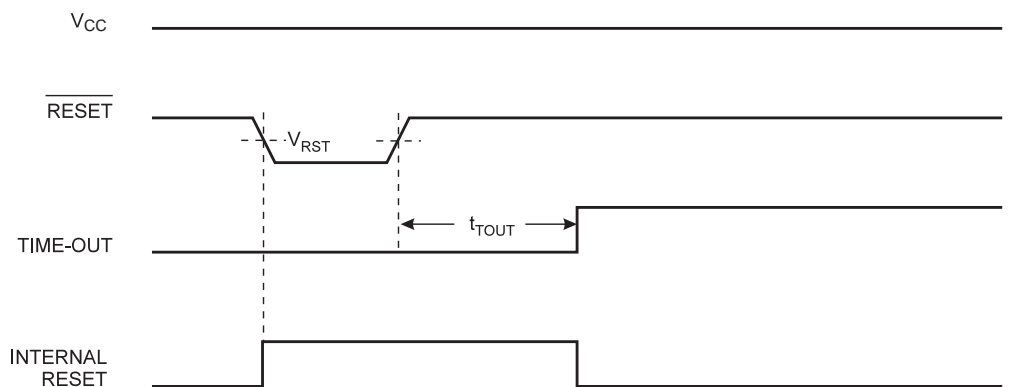 VCC
RESET
VRST
tTOUT
TIME-OUT
INTERNAL
RESET